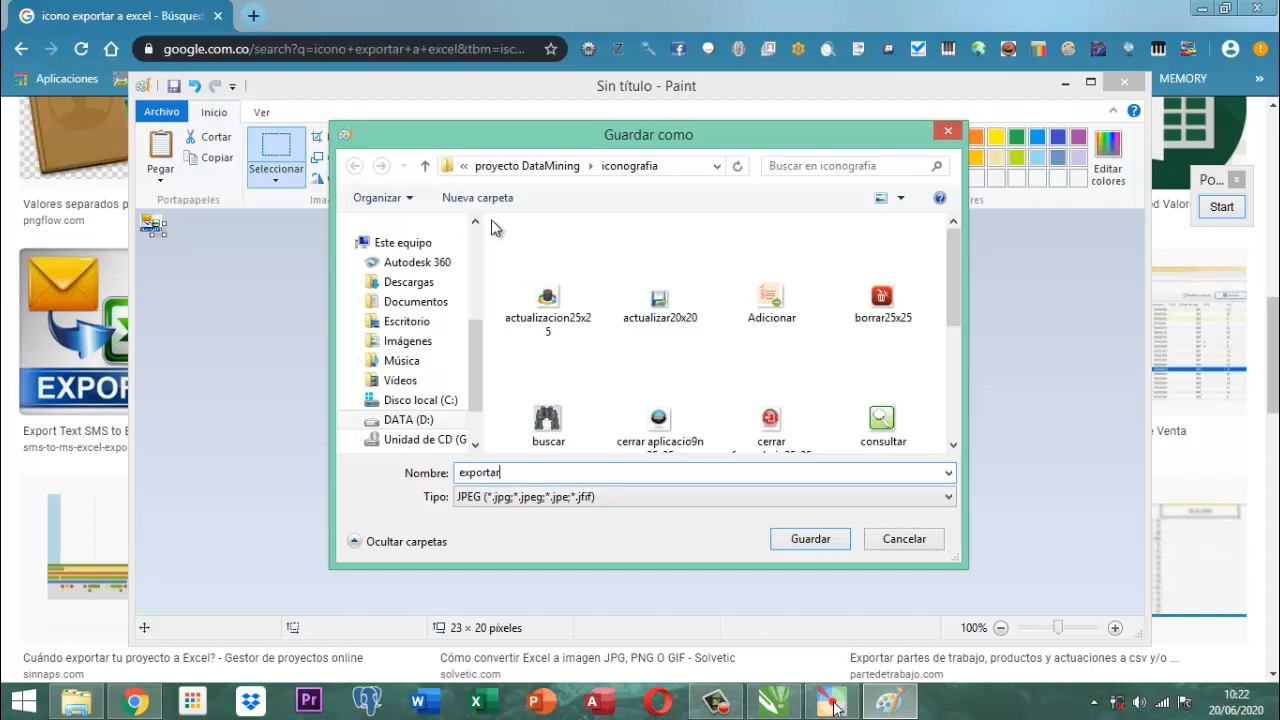 icono exportar a excel - Búsqued
google.com.co/search?q=icono+exportar+a+excel&tbm=isc...
Aplicaciones
MEMORY
Sin título - Paint
Archivo Inicio Ver
Pegar
Cortar
Copiar
Portapapeles
Seleccionar
Editar colores
Guardar como
proyecto DataMining iconografia
Buscar en iconografia
Organizar
Nueva carpeta
Este equipo
Autodesk 360
Descargas
Documentos
Escritorio
Imágenes
Música
Vídeos
Disco local (C:)
DATA (D:)
Unidad de CD (G
actualizacion25x2
5
actualizar20x20
Adicionar
borrar25x25
buscar
cerrar aplicacio9n
cerrar
consultar
Nombre: exportar
Tipo: JPEG (*.jpg;*.jpeg;*.jpe;*.jfif)
Ocultar carpetas
Guardar
Cancelar
Po...
Start
Valores separados p
pngflow.com
EXPOR
Export Text SMS to E
sms-to-ms-excel-expo
23 × 20 píxeles
100%
Cuándo exportar tu proyecto a Excel? - Gestor de proyectos online
sinnaps.com
Cómo convertir Excel a imagen JPG, PNG O GIF - Solvetic
solvetic.com
Exportar partes de trabajo, productos y actuaciones a csv y/o ...
partedetrabajo.com
ed Valor
e Venta
10:22
20/06/2020